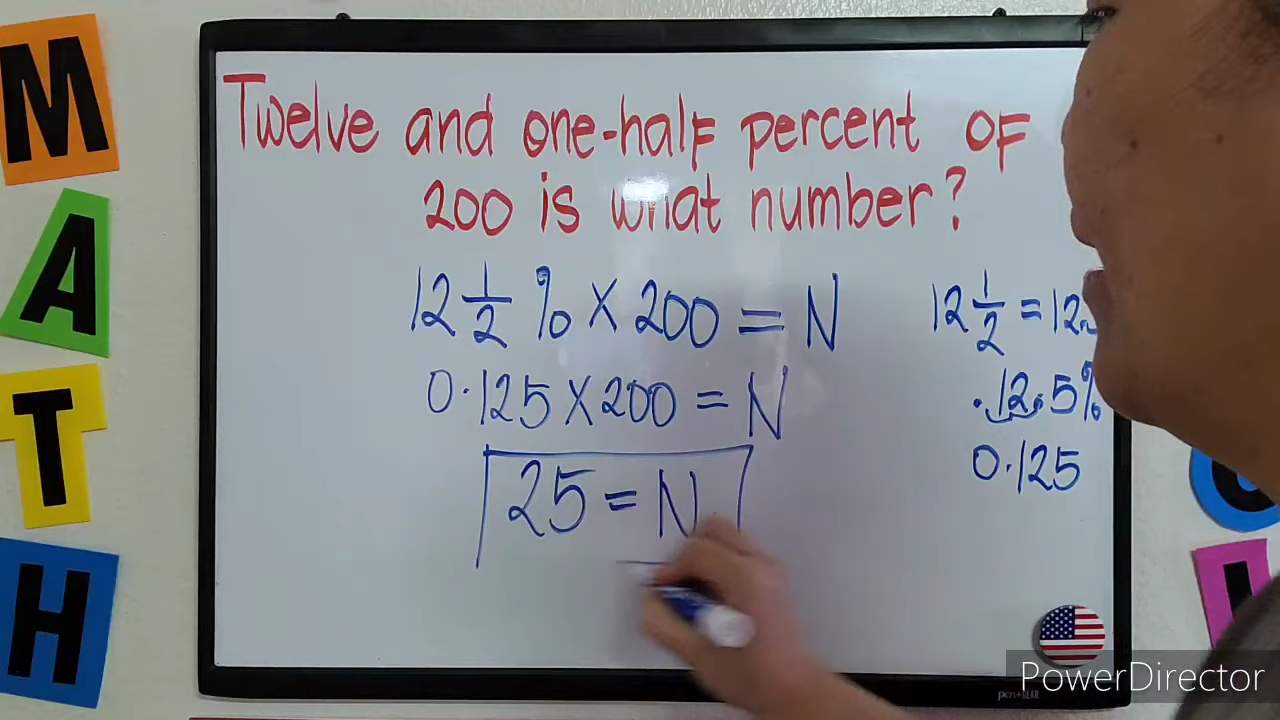 MATH
Twelve and one-half percent OF
200 is what number?
12 1/2 % X 200 = N
0.125 X 200 = N
25 = N
12 1/2 = 12.
.12.5%
0.125
PowerDirector